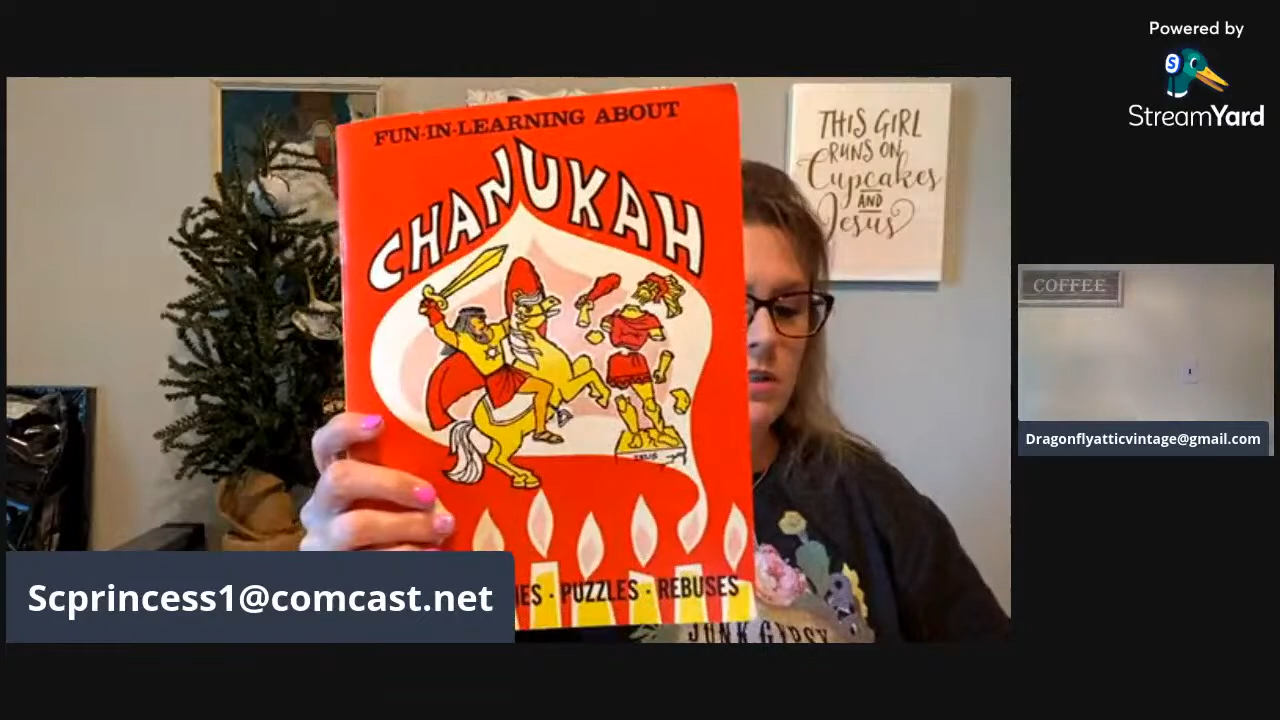 Powered by
StreamYard
FUN-IN-LEARNING ABOUT
CHANUKAH
PUZZLES · REBUSES
THIS GIRL
RUNS ON
Cupcakes
AND
Jesus
COFFEE
Dragonflyatticvintage@gmail.com
Scprincess1@comcast.net
JUNK GYPSY